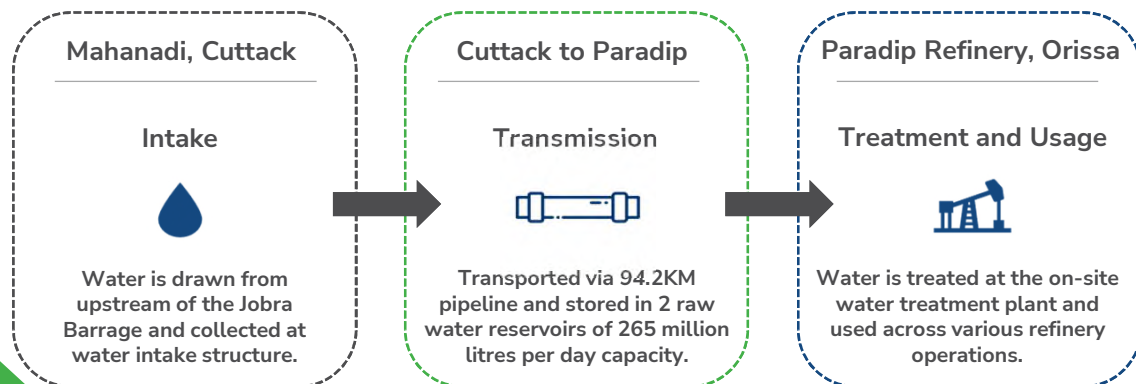 Mahanadi, Cuttack
Intake
Water is drawn from
upstream of the Jobra
Barrage and collected at
water intake structure.
Cuttack to Paradip
Transmission
Transported via 94.2KM
pipeline and stored in 2 raw
water reservoirs of 265 million
litres per day capacity.
Paradip Refinery, Orissa
Treatment and Usage
Water is treated at the on-site
water treatment plant and
used across various refinery
operations.